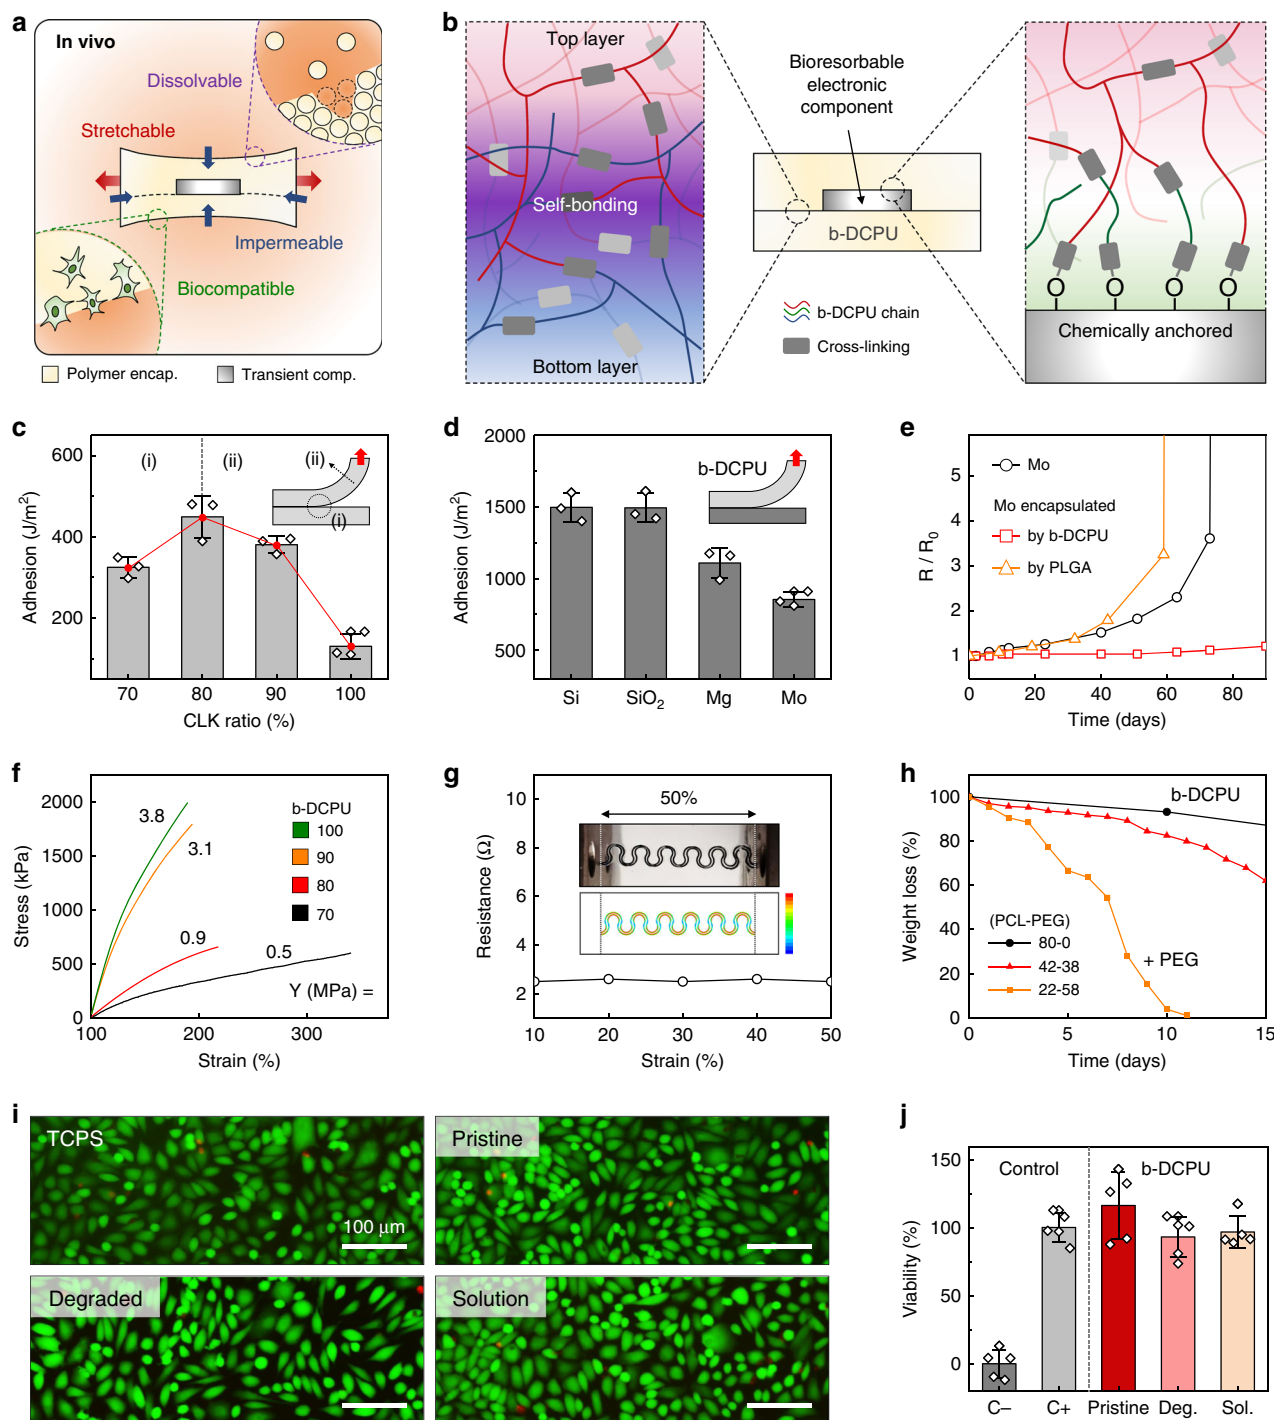 a
In vivo
Dissolvable
Stretchable
Impermeable
Biocompatible
Polymer encap.
Transient comp.
b
Top layer
Self-bonding
Bottom layer
Bioresorbable
electronic
component
b-DCPU
b-DCPU chain
Cross-linking
O O O O
Chemically anchored
c
Adhesion (J/m²)
600
400
200
(i)
(ii)
(ii)
(i)
70 80 90 100
CLK ratio (%)
d
Adhesion (J/m²)
2000
1500
1000
500
b-DCPU
Si SiO₂ Mg Mo
e
R / R₀
5
4
3
2
1
Mo
Mo encapsulated
by b-DCPU
by PLGA
0 20 40 60 80
Time (days)
f
Stress (kPa)
2000
1500
1000
500
0
3.8
3.1
0.9
0.5
b-DCPU
100
90
80
70
Y (MPa) =
100 200 300
Strain (%)
g
Resistance (Ω)
10
8
6
4
2
50%
10 20 30 40 50
Strain (%)
h
Weight loss (%)
100
80
60
40
20
0
b-DCPU
(PCL-PEG)
80-0
42-38
22-58
+ PEG
0 5 10 15
Time (days)
i
TCPS
100 µm
Pristine
Degraded
Solution
j
Viability (%)
150
100
50
0
Control
b-DCPU
C− C+ Pristine Deg. Sol.